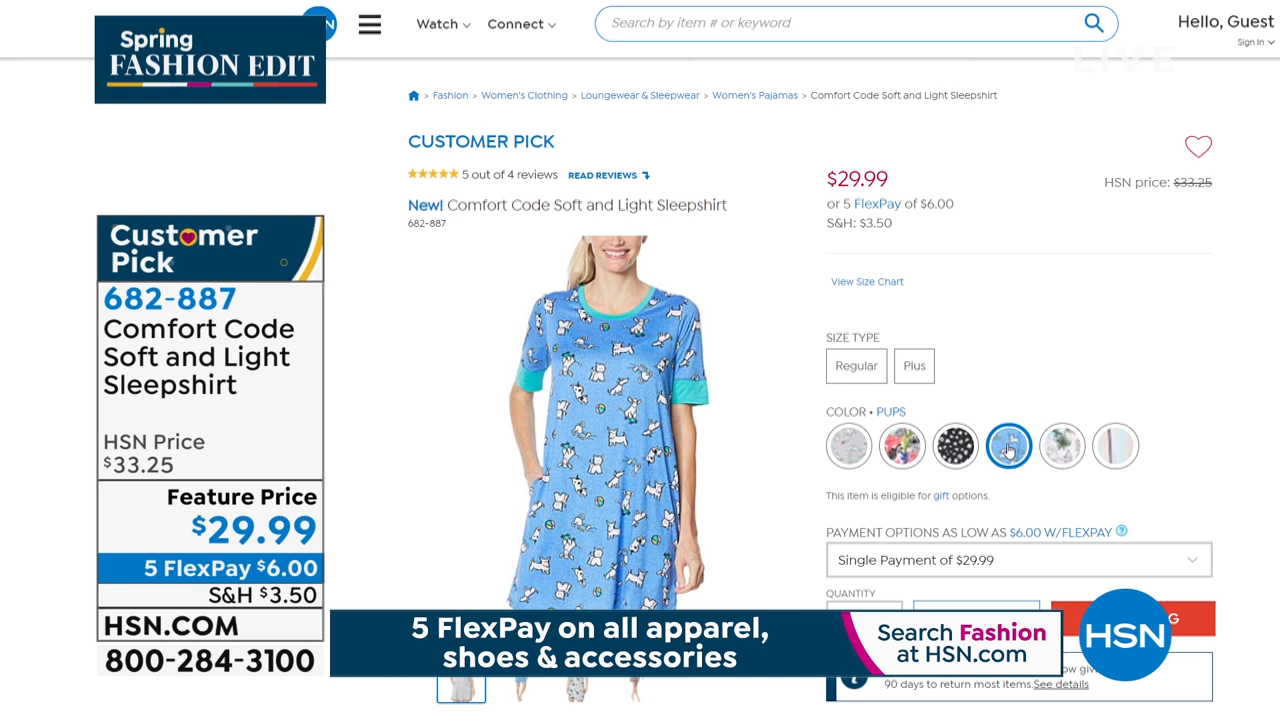 Spring
FASHION EDIT
N
Watch
Connect
Search by item # or keyword
Hello, Guest
Sign In
LIVE
> Fashion > Women's Clothing > Loungewear & Sleepwear > Women's Pajamas > Comfort Code Soft and Light Sleepshirt
CUSTOMER PICK
5 out of 4 reviews READ REVIEWS
New! Comfort Code Soft and Light Sleepshirt
682-887
$29.99
HSN price: $33.25
or 5 FlexPay of $6.00
S&H: $3.50
View Size Chart
SIZE TYPE
Regular
Plus
COLOR • PUPS
This item is eligible for gift options.
PAYMENT OPTIONS AS LOW AS $6.00 W/FLEXPAY ?
Single Payment of $29.99
QUANTITY
G
90 days to return most items. See details
Customer
Pick
682-887
Comfort Code
Soft and Light
Sleepshirt
HSN Price
$33.25
Feature Price
$29.99
5 FlexPay $6.00
S&H $3.50
HSN.COM
800-284-3100
5 FlexPay on all apparel,
shoes & accessories
Search Fashion
at HSN.com
HSN